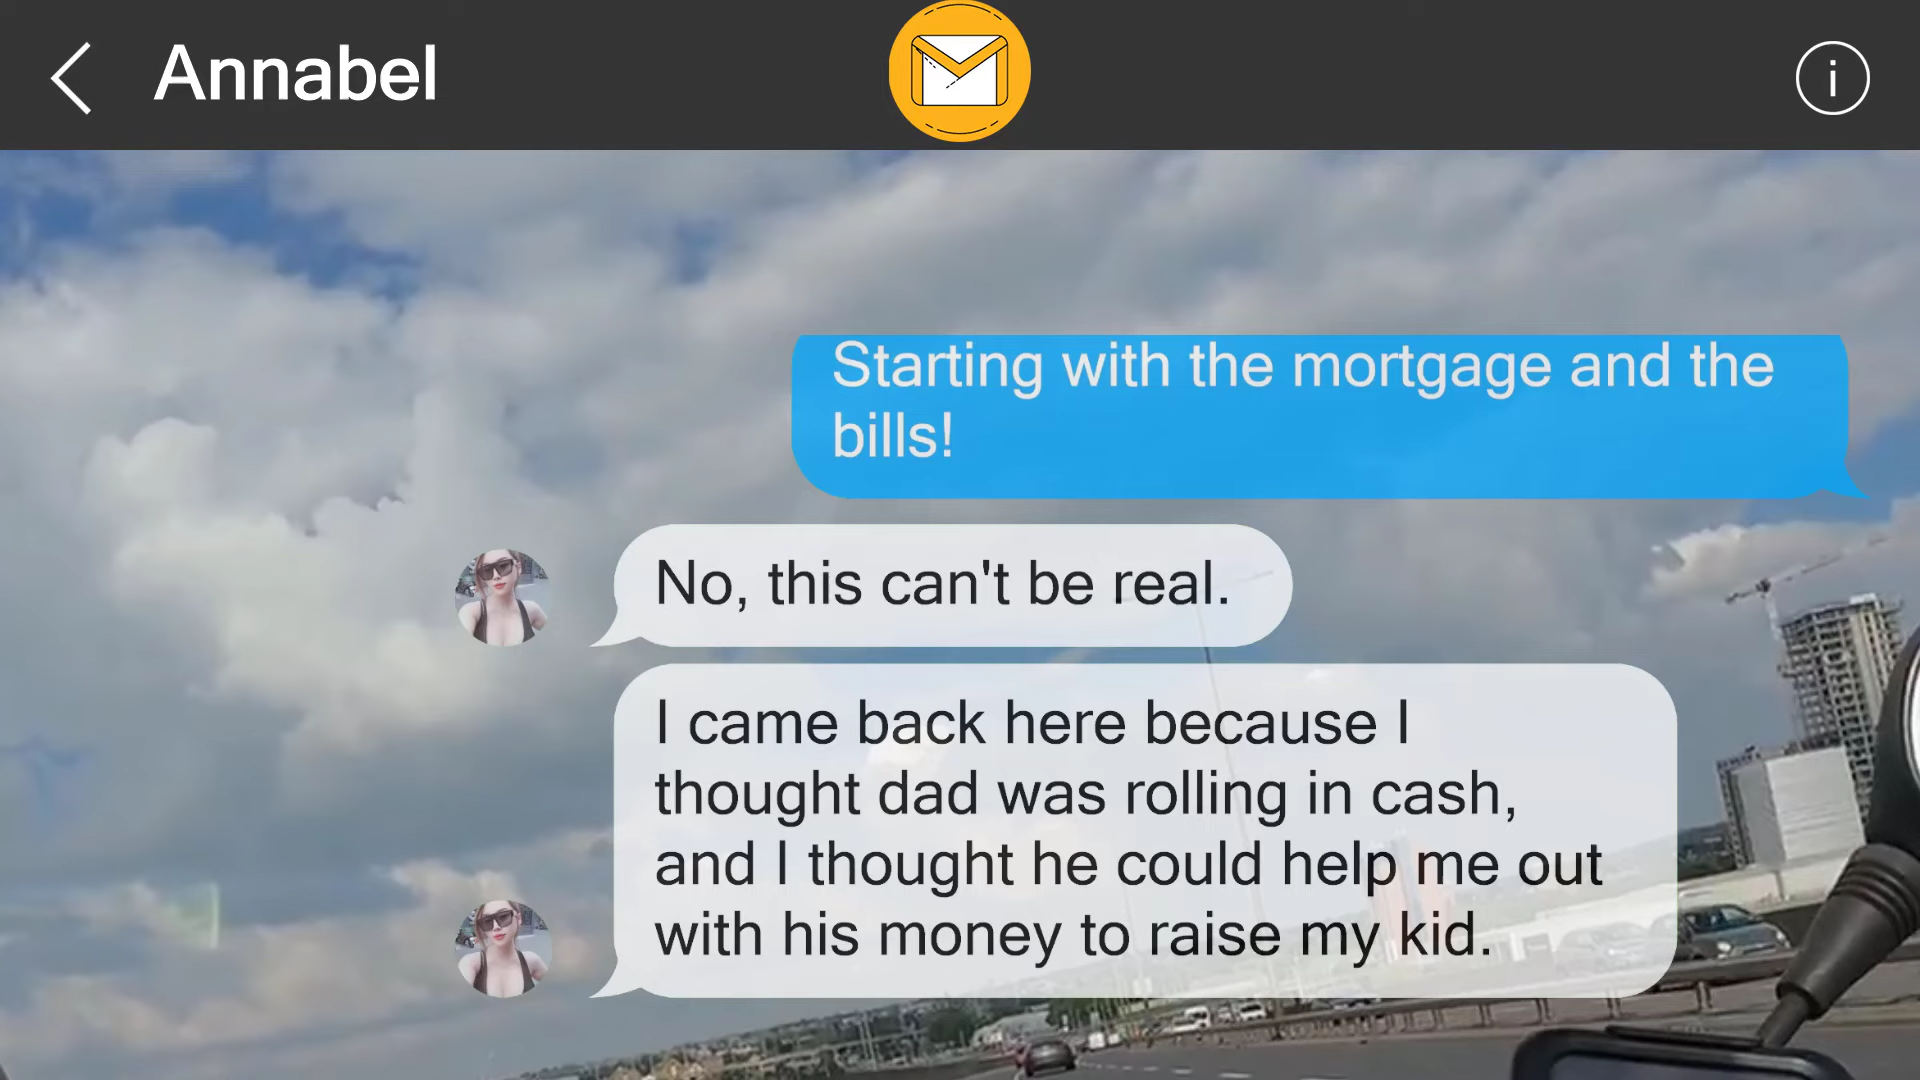 Annabel
i
Starting with the mortgage and the
bills!
No, this can't be real.
I came back here because I
thought dad was rolling in cash,
and I thought he could help me out
with his money to raise my kid.